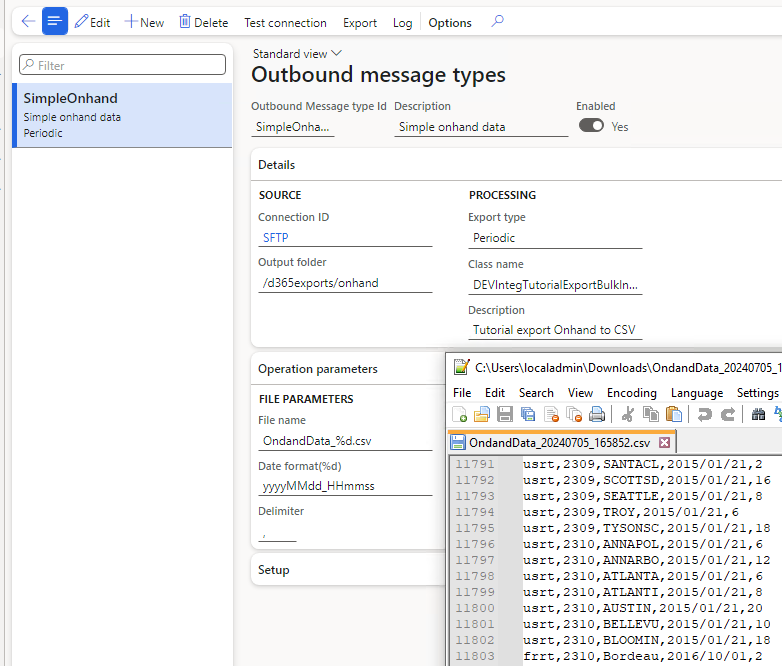 Edit New Delete Test connection Export Log Options
Filter
SimpleOnhand
Simple onhand data
Periodic
Standard view
Outbound message types
Outbound Message type Id Description Enabled
SimpleOnha... Simple onhand data Yes
Details
SOURCE
Connection ID
SFTP
Output folder
/d365exports/onhand
PROCESSING
Export type
Periodic
Class name
DEVIntegTutorialExportBulkIn...
Description
Tutorial export Onhand to CSV
Operation parameters
FILE PARAMETERS
File name
OndandData_%d.csv
Date format(%d)
yyyyMMdd_HHmmss
Delimiter
,
Setup
C:\Users\localadmin\Downloads\OndandData_20240705_1
File Edit Search View Encoding Language Settings
OndandData_20240705_165852.csv
11791 usrt,2309,SANTACL,2015/01/21,2
11792 usrt,2309,SCOTTSD,2015/01/21,16
11793 usrt,2309,SEATTLE,2015/01/21,8
11794 usrt,2309,TROY,2015/01/21,6
11795 usrt,2309,TYSONSC,2015/01/21,18
11796 usrt,2310,ANNAPOL,2015/01/21,6
11797 usrt,2310,ANNARBO,2015/01/21,12
11798 usrt,2310,ATLANTA,2015/01/21,6
11799 usrt,2310,ATLANTI,2015/01/21,8
11800 usrt,2310,AUSTIN,2015/01/21,20
11801 usrt,2310,BELLEVU,2015/01/21,10
11802 usrt,2310,BLOOMIN,2015/01/21,18
11803 frrt,2310,Bordeau,2016/10/01,2